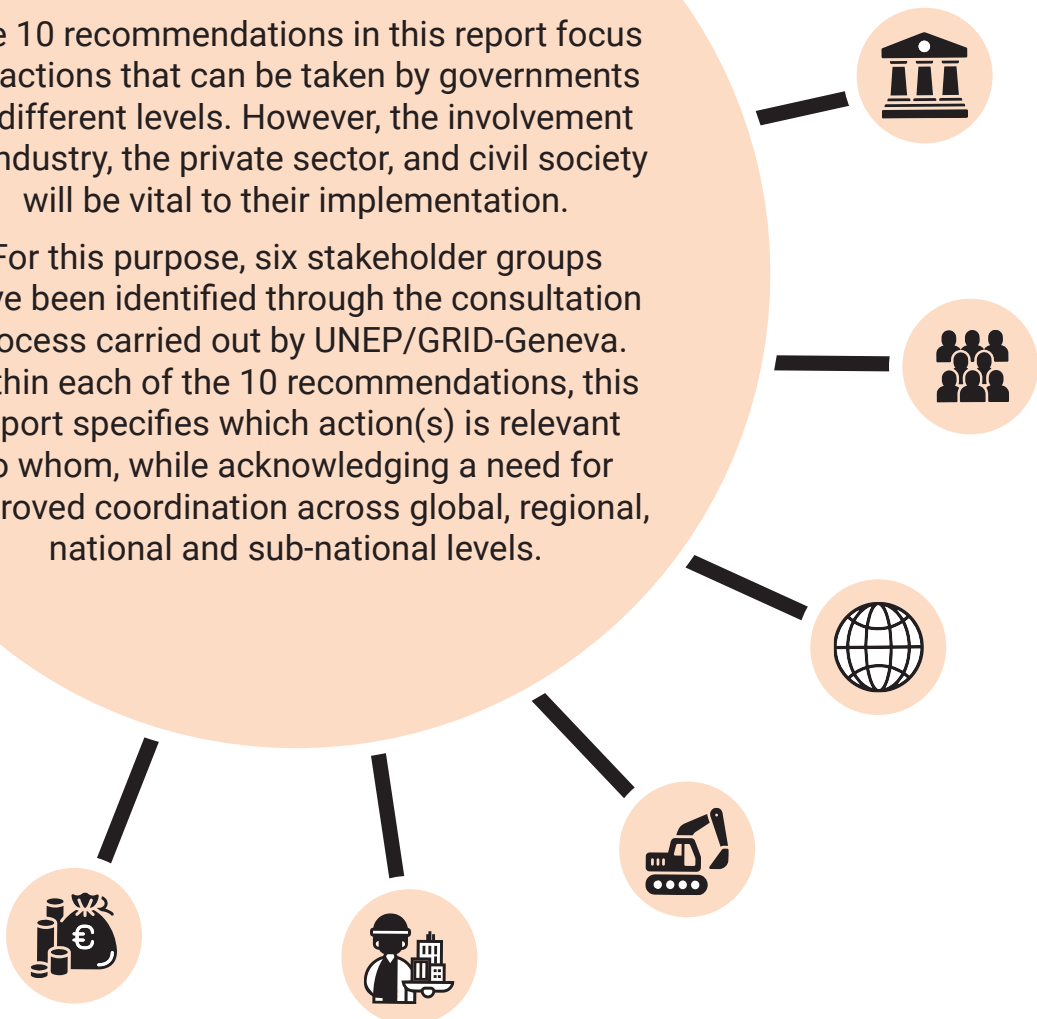 e 10 recommendations in this report focus
actions that can be taken by governments
different levels. However, the involvement
ndustry, the private sector, and civil society
will be vital to their implementation.
For this purpose, six stakeholder groups
ve been identified through the consultation
ocess carried out by UNEP/GRID-Geneva.
thin each of the 10 recommendations, this
port specifies which action(s) is relevant
o whom, while acknowledging a need for
roved coordination across global, regional,
national and sub-national levels.
€